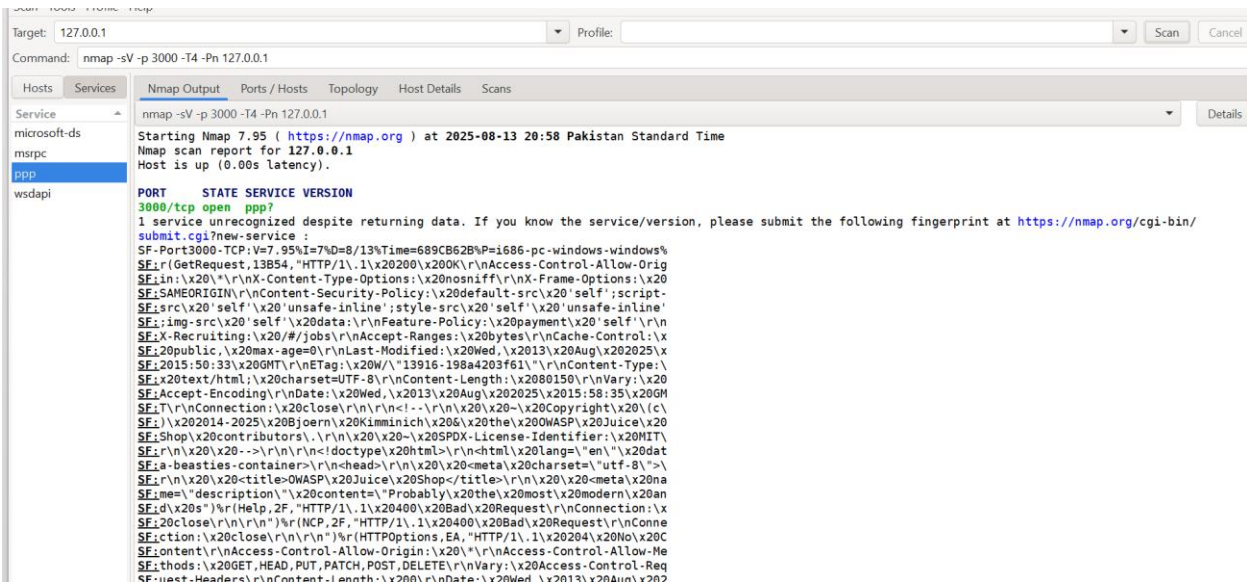 Scan Tools Profile Help
Target: 127.0.0.1 Profile: Scan Cancel
Command: nmap -sV -p 3000 -T4 -Pn 127.0.0.1
Hosts Services Nmap Output Ports / Hosts Topology Host Details Scans
Service nmap -sV -p 3000 -T4 -Pn 127.0.0.1 Details
microsoft-ds
msrpc
ppp
wsdapi
Starting Nmap 7.95 ( https://nmap.org ) at 2025-08-13 20:58 Pakistan Standard Time
Nmap scan report for 127.0.0.1
Host is up (0.00s latency).
PORT STATE SERVICE VERSION
3000/tcp open ppp?
1 service unrecognized despite returning data. If you know the service/version, please submit the following fingerprint at https://nmap.org/cgi-bin/
submit.cgi?new-service :
SF-Port3000-TCP:V=7.95%I=7%D=8/13%Time=689CB62B%P=i686-pc-windows-windows%
SF:r(GetRequest,13B54,"HTTP/1\.1\x20200\x20OK\r\nAccess-Control-Allow-Orig
SF:in:\x20\*\r\nX-Content-Type-Options:\x20nosniff\r\nX-Frame-Options:\x20
SF:SAMEORIGIN\r\nContent-Security-Policy:\x20default-src\x20'self';script-
SF:src\x20'self'\x20'unsafe-inline';style-src\x20'self'\x20'unsafe-inline'
SF:;img-src\x20'self'\x20data:\r\nFeature-Policy:\x20payment\x20'self'\r\n
SF:X-Recruiting:\x20/#/jobs\r\nAccept-Ranges:\x20bytes\r\nCache-Control:\x
SF:20public,\x20max-age=0\r\nLast-Modified:\x20Wed,\x2013\x20Aug\x202025\x
SF:2015:50:33\x20GMT\r\nETag:\x20W/\"13916-198a4203f61\"\r\nContent-Type:\
SF:x20text/html;\x20charset=UTF-8\r\nContent-Length:\x2080150\r\nVary:\x20
SF:Accept-Encoding\r\nDate:\x20Wed,\x2013\x20Aug\x202025\x2015:58:35\x20GM
SF:T\r\nConnection:\x20close\r\n\r\n<!--\r\n\x20\x20~\x20Copyright\x20\(c\
SF:)\x202014-2025\x20Bjoern\x20Kimminich\x20&\x20the\x20OWASP\x20Juice\x20
SF:Shop\x20contributors\.\r\n\x20\x20~\x20SPDX-License-Identifier:\x20MIT\
SF:r\n\x20\x20-->\r\n\r\n<!doctype\x20html>\r\n<html\x20lang=\"en\"\x20dat
SF:a-beasties-container>\r\n<head>\r\n\x20\x20<meta\x20charset=\"utf-8\">\
SF:r\n\x20\x20<title>OWASP\x20Juice\x20Shop</title>\r\n\x20\x20<meta\x20na
SF:me=\"description\"\x20content=\"Probably\x20the\x20most\x20modern\x20an
SF:d\x20s")%r(Help,2F,"HTTP/1\.1\x20400\x20Bad\x20Request\r\nConnection:\x
SF:20close\r\n\r\n")%r(NCP,2F,"HTTP/1\.1\x20400\x20Bad\x20Request\r\nConne
SF:ction:\x20close\r\n\r\n")%r(HTTPOptions,EA,"HTTP/1\.1\x20204\x20No\x20C
SF:ontent\r\nAccess-Control-Allow-Origin:\x20\*\r\nAccess-Control-Allow-Me
SF:thods:\x20GET,HEAD,PUT,PATCH,POST,DELETE\r\nVary:\x20Access-Control-Req
SF:uest-Headers\r\nContent-Length:\x200\r\nDate:\x20Wed,\x2013\x20Aug\x202